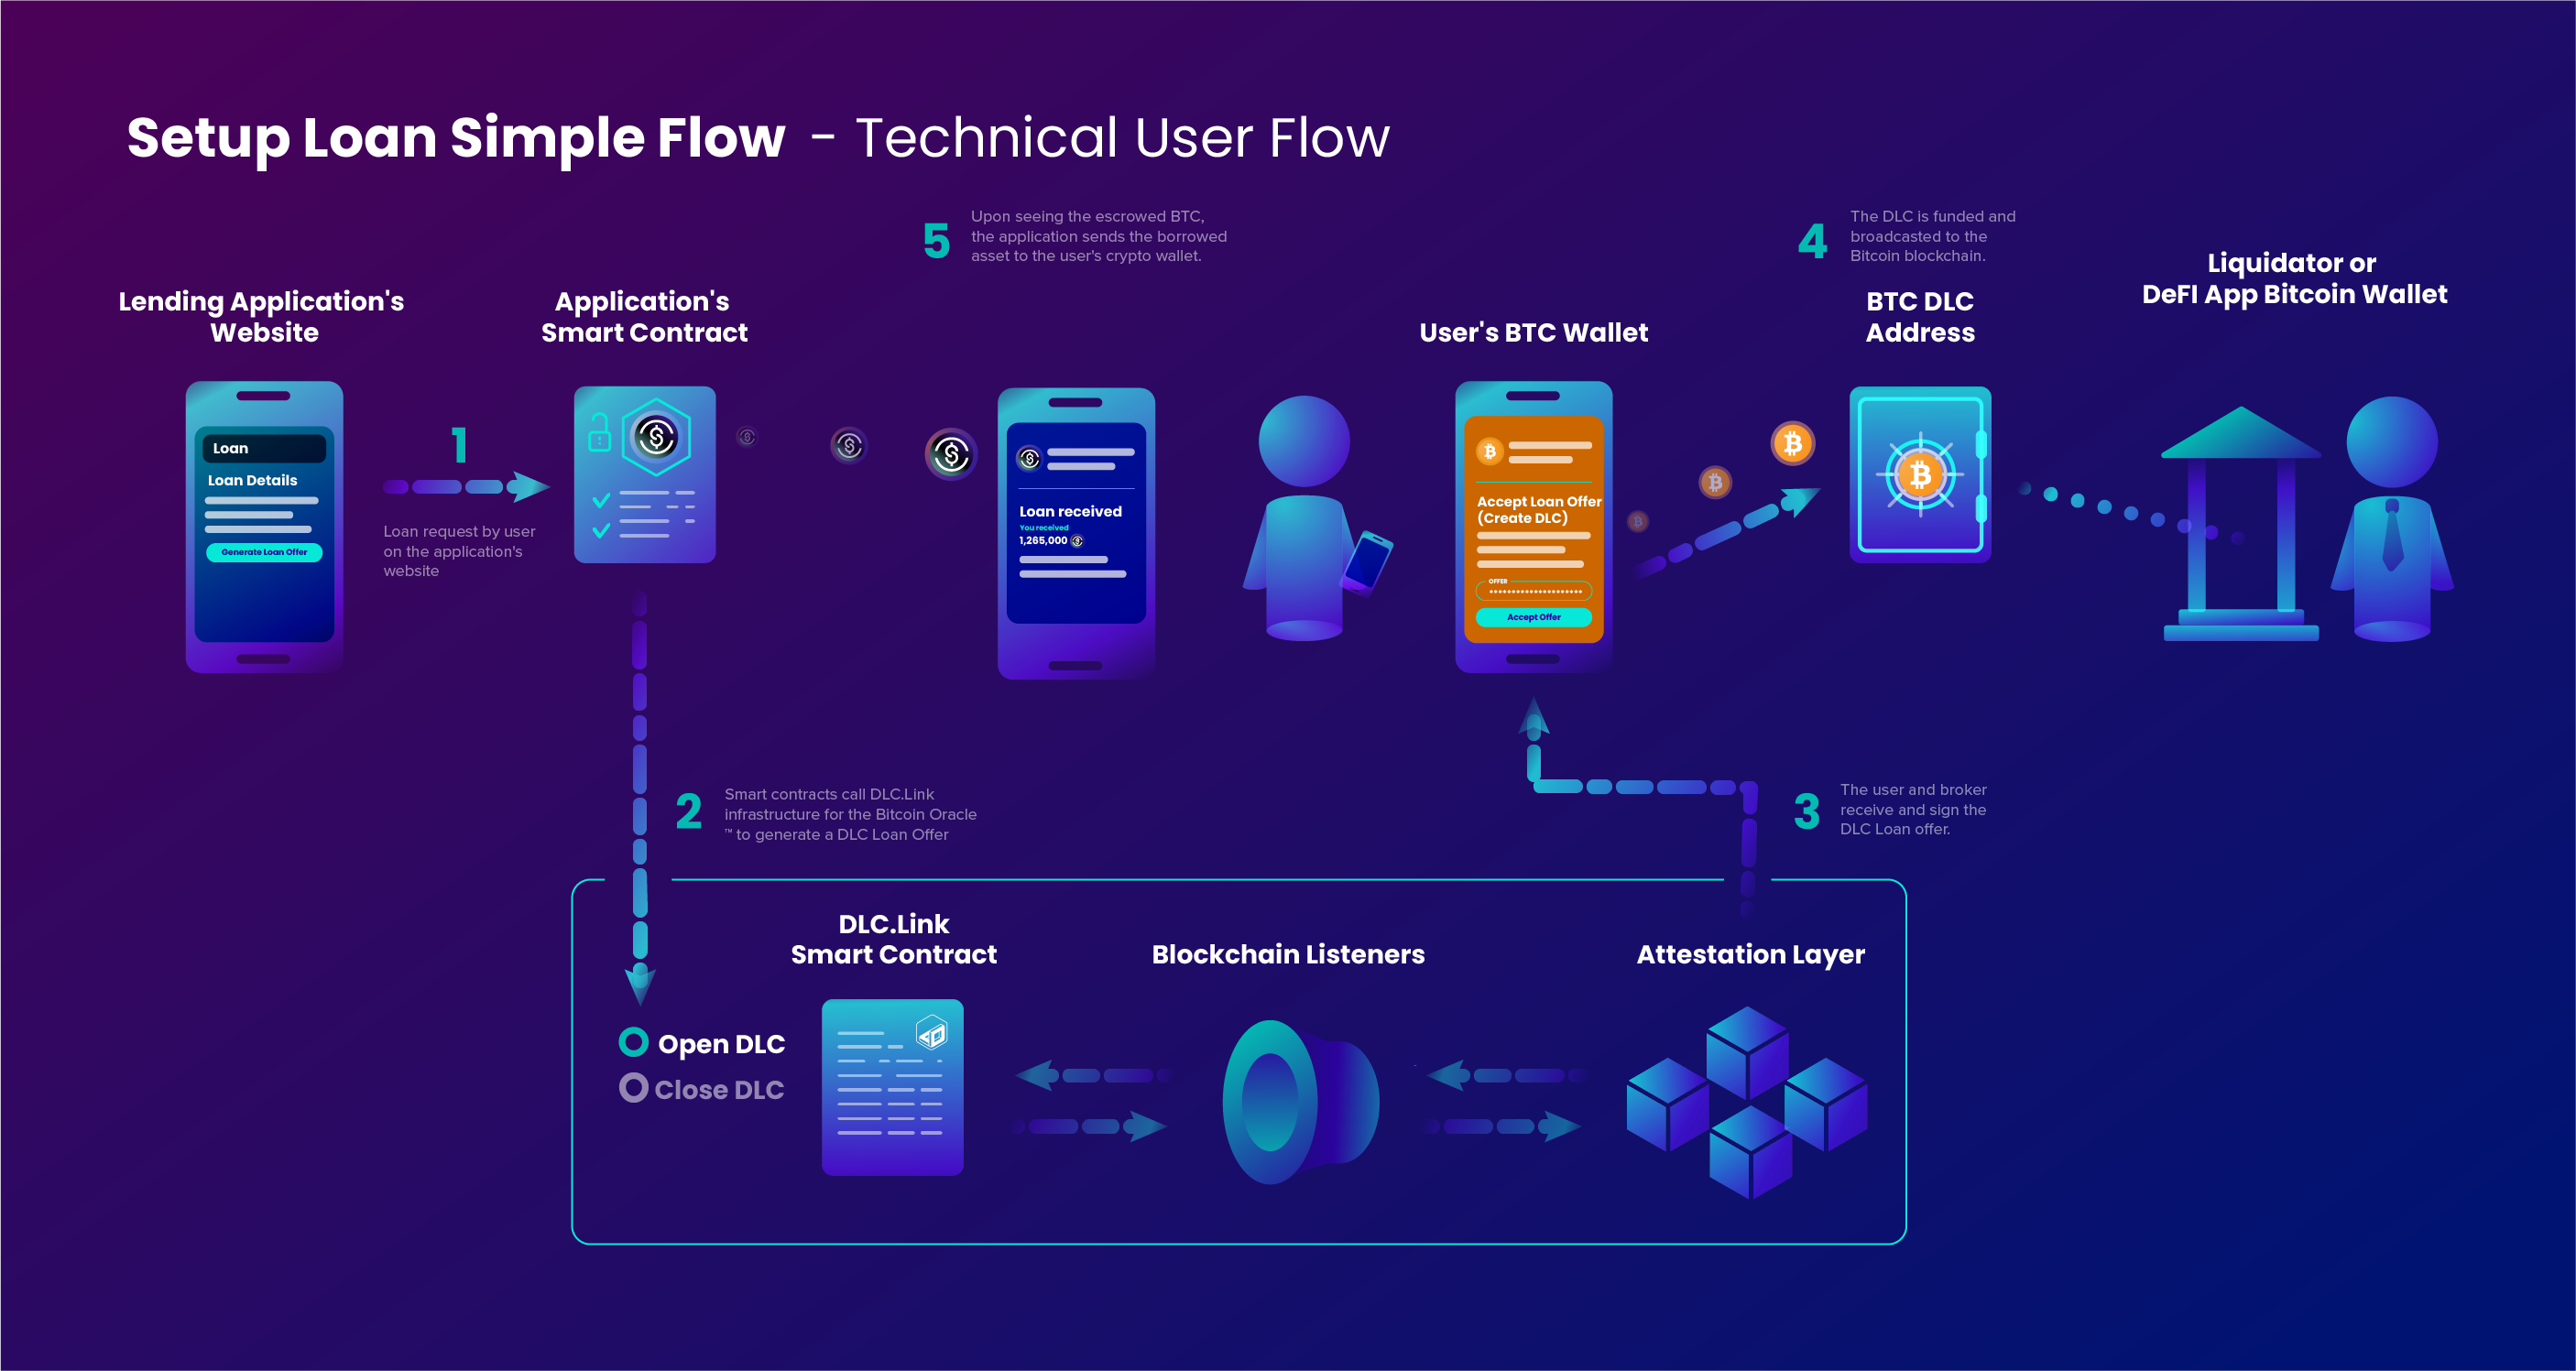 Setup Loan Simple Flow - Technical User Flow
5
Upon seeing the escrowed BTC,
the application sends the borrowed
asset to the user's crypto wallet.
4
The DLC is funded and
broadcasted to the
Bitcoin blockchain.
Lending Application's
Website
Application's
Smart Contract
User's BTC Wallet
BTC DLC
Address
Liquidator or
DeFI App Bitcoin Wallet
Loan
Loan Details
Generate Loan Offer
1
Loan request by user
on the application's
website
Loan received
You received
1,265,000
Accept Loan Offer
(Create DLC)
OFFER
Accept Offer
2
Smart contracts call DLC.Link
infrastructure for the Bitcoin Oracle
™ to generate a DLC Loan Offer
3
The user and broker
receive and sign the
DLC Loan offer.
DLC.Link
Smart Contract
Blockchain Listeners
Attestation Layer
Open DLC
Close DLC